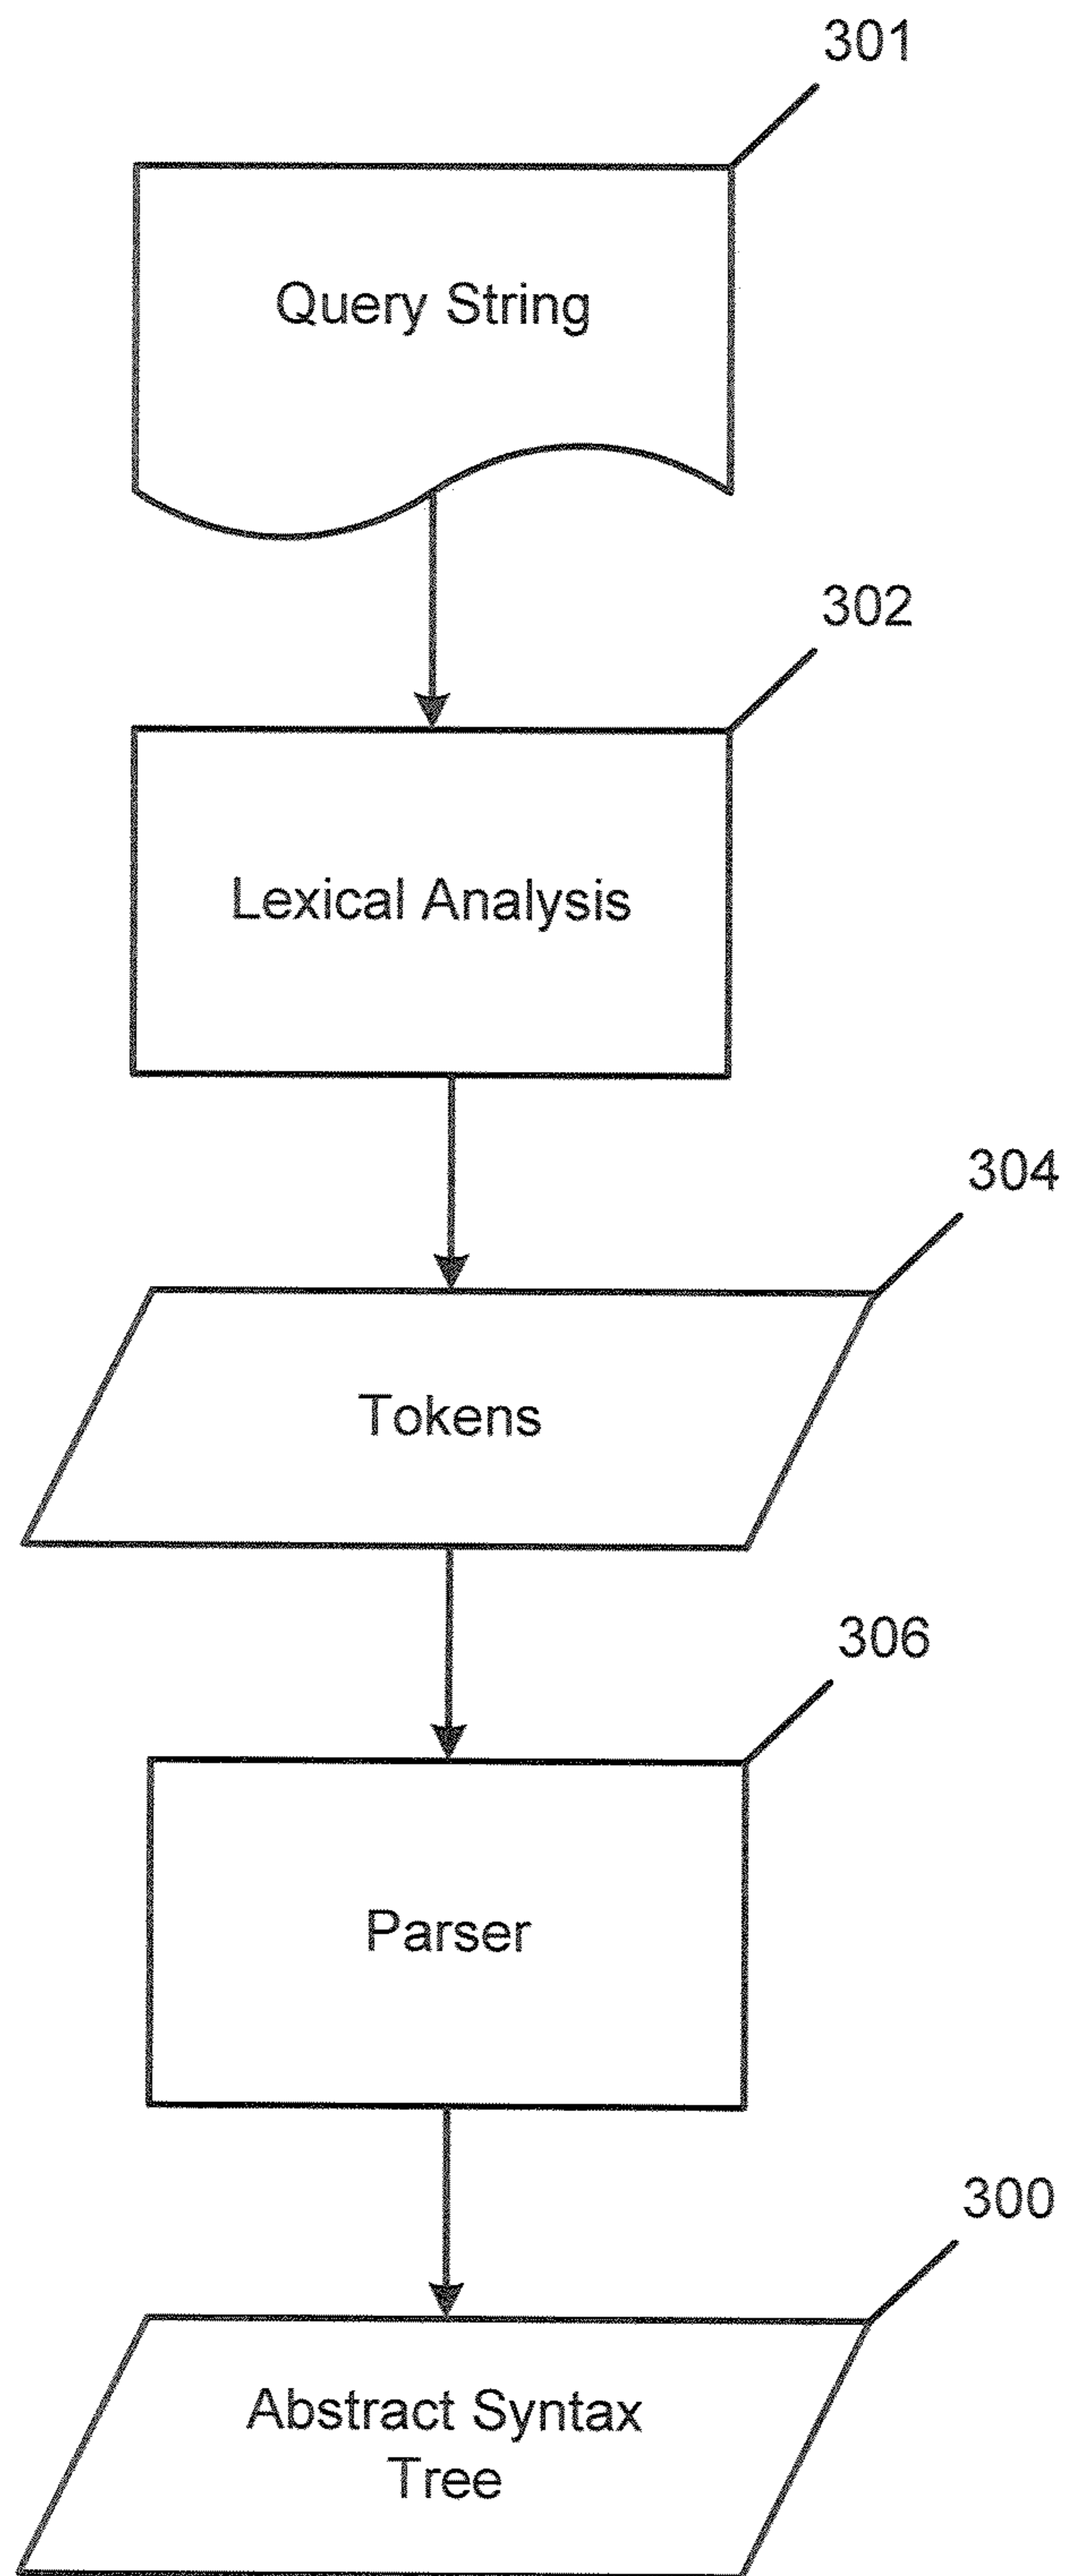 301
Query String
302
Lexical Analysis
304
Tokens
306
Parser
300
Abstract Syntax
Tree